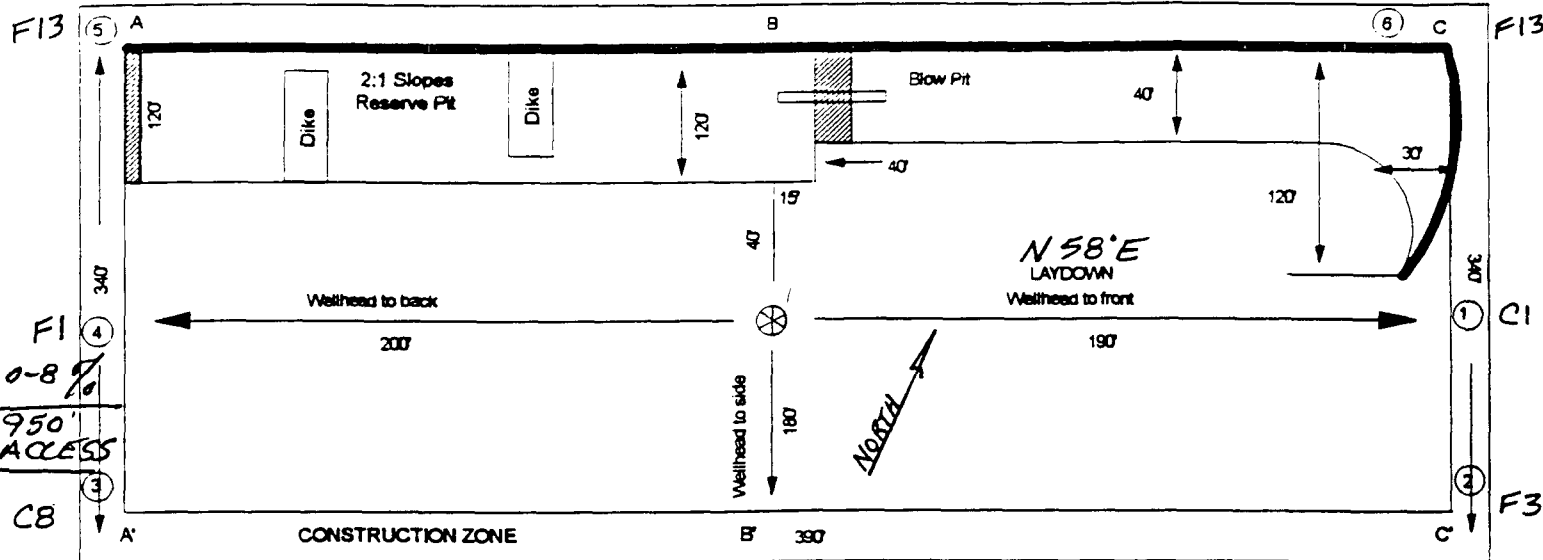 F13 5 A B 6 C F13
2:1 Slopes
Reserve Pit
Blow Pit
120'
Dike
Dike
120'
40'
30'
40'
15'
120'
40'
N 58° E
LAYDOWN
340'
340'
Wellhead to back
Wellhead to front
F1 4
1 C1
200'
190'
0-8%
950'
ACCESS
Wellhead to side
180'
NORTH
3
2
C8
F3
A' CONSTRUCTION ZONE B' 390' C'